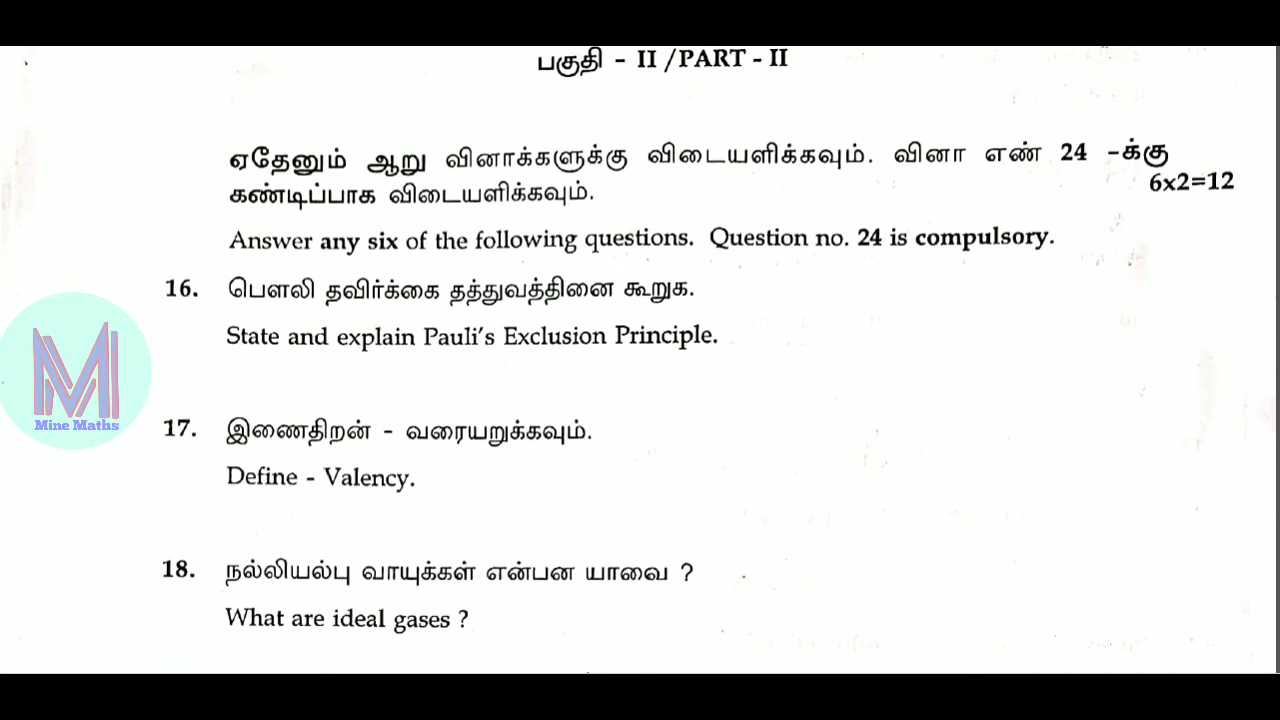 பகுதி - II /PART - II
ஏதேனும் ஆறு வினாக்களுக்கு விடையளிக்கவும். வினா எண் 24 -க்கு
கண்டிப்பாக விடையளிக்கவும்.
6x2=12
Answer any six of the following questions. Question no. 24 is compulsory.
16. பௌலி தவிர்க்கை தத்துவத்தினை கூறுக.
State and explain Pauli's Exclusion Principle.
M
Mine Maths
17. இணைதிறன் - வரையறுக்கவும்.
Define - Valency.
18. நல்லியல்பு வாயுக்கள் என்பன யாவை ?
What are ideal gases ?